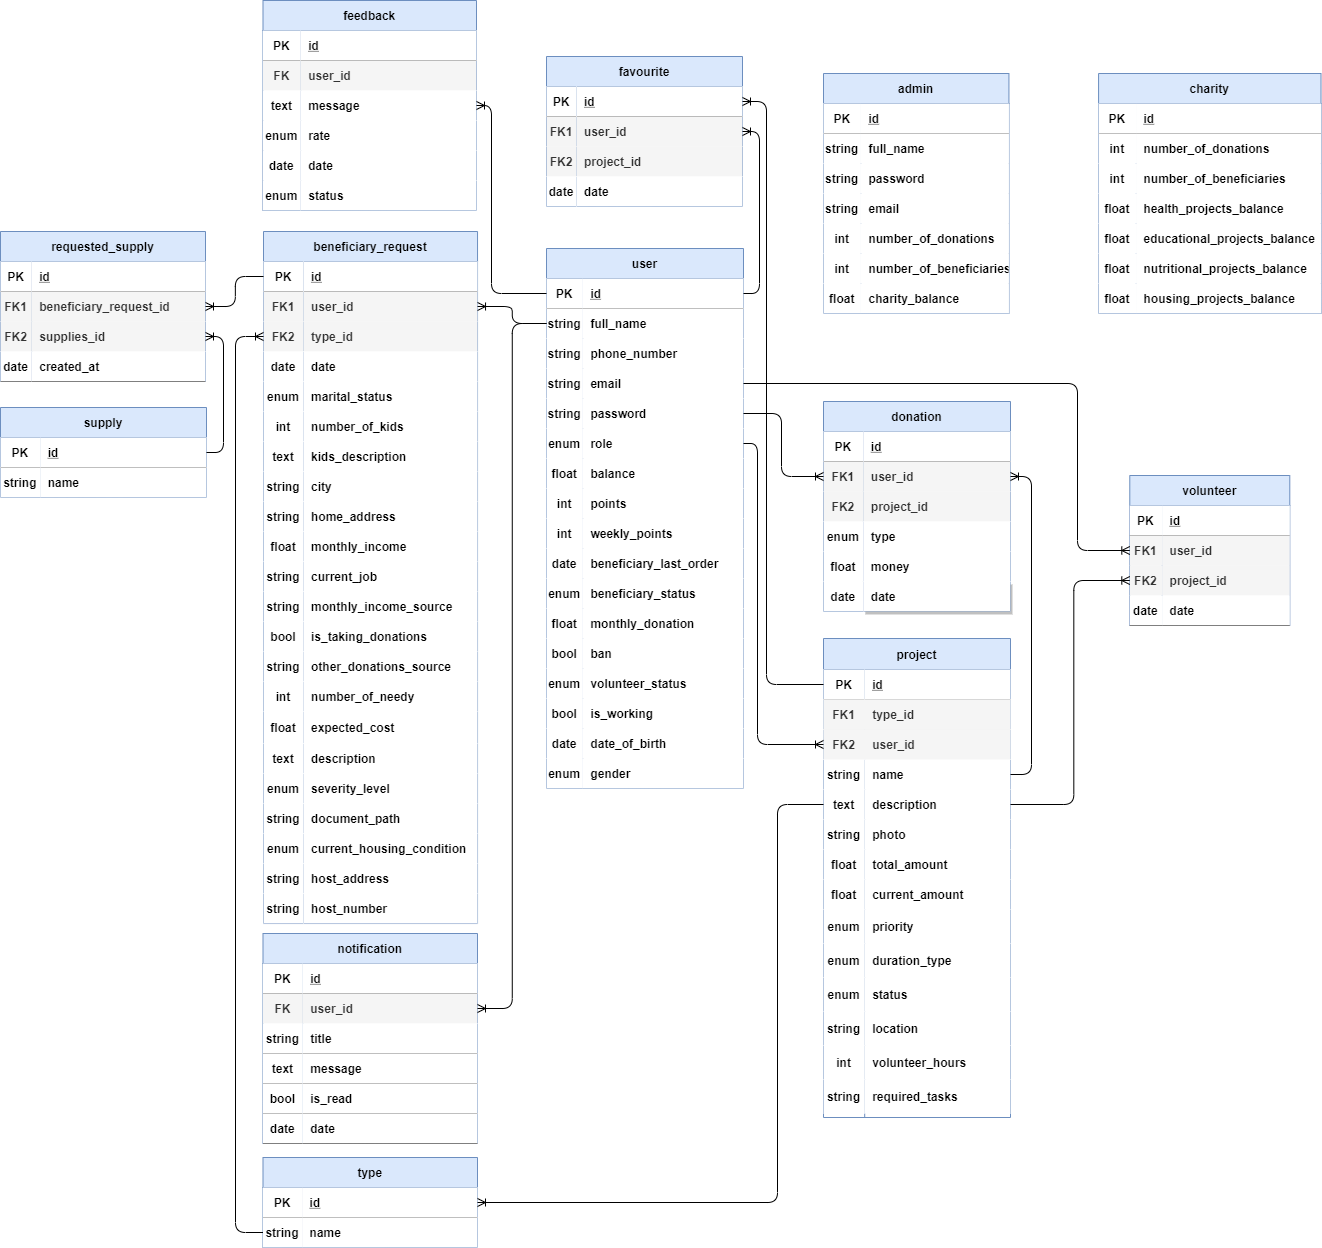 feedback
PK id
FK user_id
text message
enum rate
date date
enum status
favourite
PK id
FK1 user_id
FK2 project_id
date date
admin
PK id
string full_name
string password
string email
int number_of_donations
int number_of_beneficiaries
float charity_balance
charity
PK id
int number_of_donations
int number_of_beneficiaries
float health_projects_balance
float educational_projects_balance
float nutritional_projects_balance
float housing_projects_balance
requested_supply
PK id
FK1 beneficiary_request_id
FK2 supplies_id
date created_at
supply
PK id
string name
beneficiary_request
PK id
FK1 user_id
FK2 type_id
date date
enum marital_status
int number_of_kids
text kids_description
string city
string home_address
float monthly_income
string current_job
string monthly_income_source
bool is_taking_donations
string other_donations_source
int number_of_needy
float expected_cost
text description
enum severity_level
string document_path
enum current_housing_condition
string host_address
string host_number
user
PK id
string full_name
string phone_number
string email
string password
enum role
float balance
int points
int weekly_points
date beneficiary_last_order
enum beneficiary_status
float monthly_donation
bool ban
enum volunteer_status
bool is_working
date date_of_birth
enum gender
donation
PK id
FK1 user_id
FK2 project_id
enum type
float money
date date
volunteer
PK id
FK1 user_id
FK2 project_id
date date
project
PK id
FK1 type_id
FK2 user_id
string name
text description
string photo
float total_amount
float current_amount
enum priority
enum duration_type
enum status
string location
int volunteer_hours
string required_tasks
notification
PK id
FK user_id
string title
text message
bool is_read
date date
type
PK id
string name